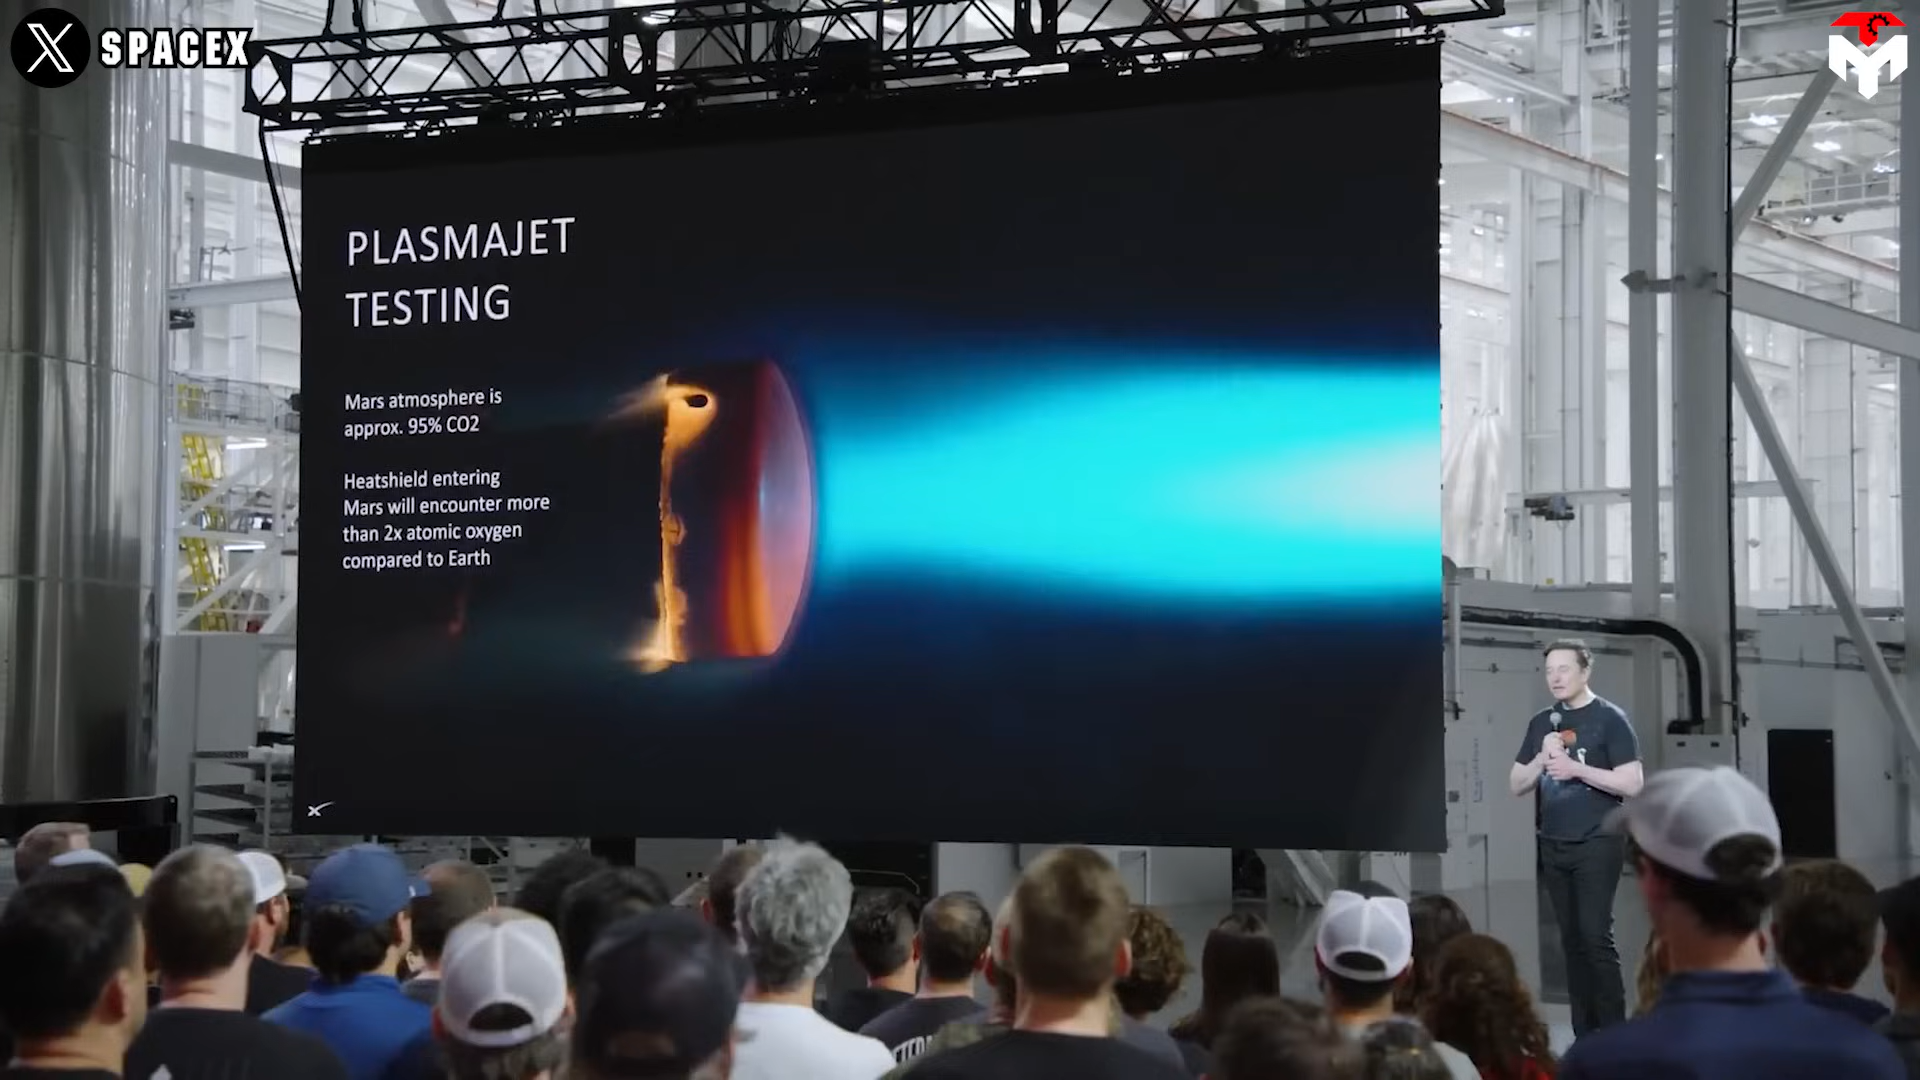 SPACEX
PLASMAJET
TESTING
Mars atmosphere is
approx. 95% CO2
Heatshield entering
Mars will encounter more
than 2x atomic oxygen
compared to Earth